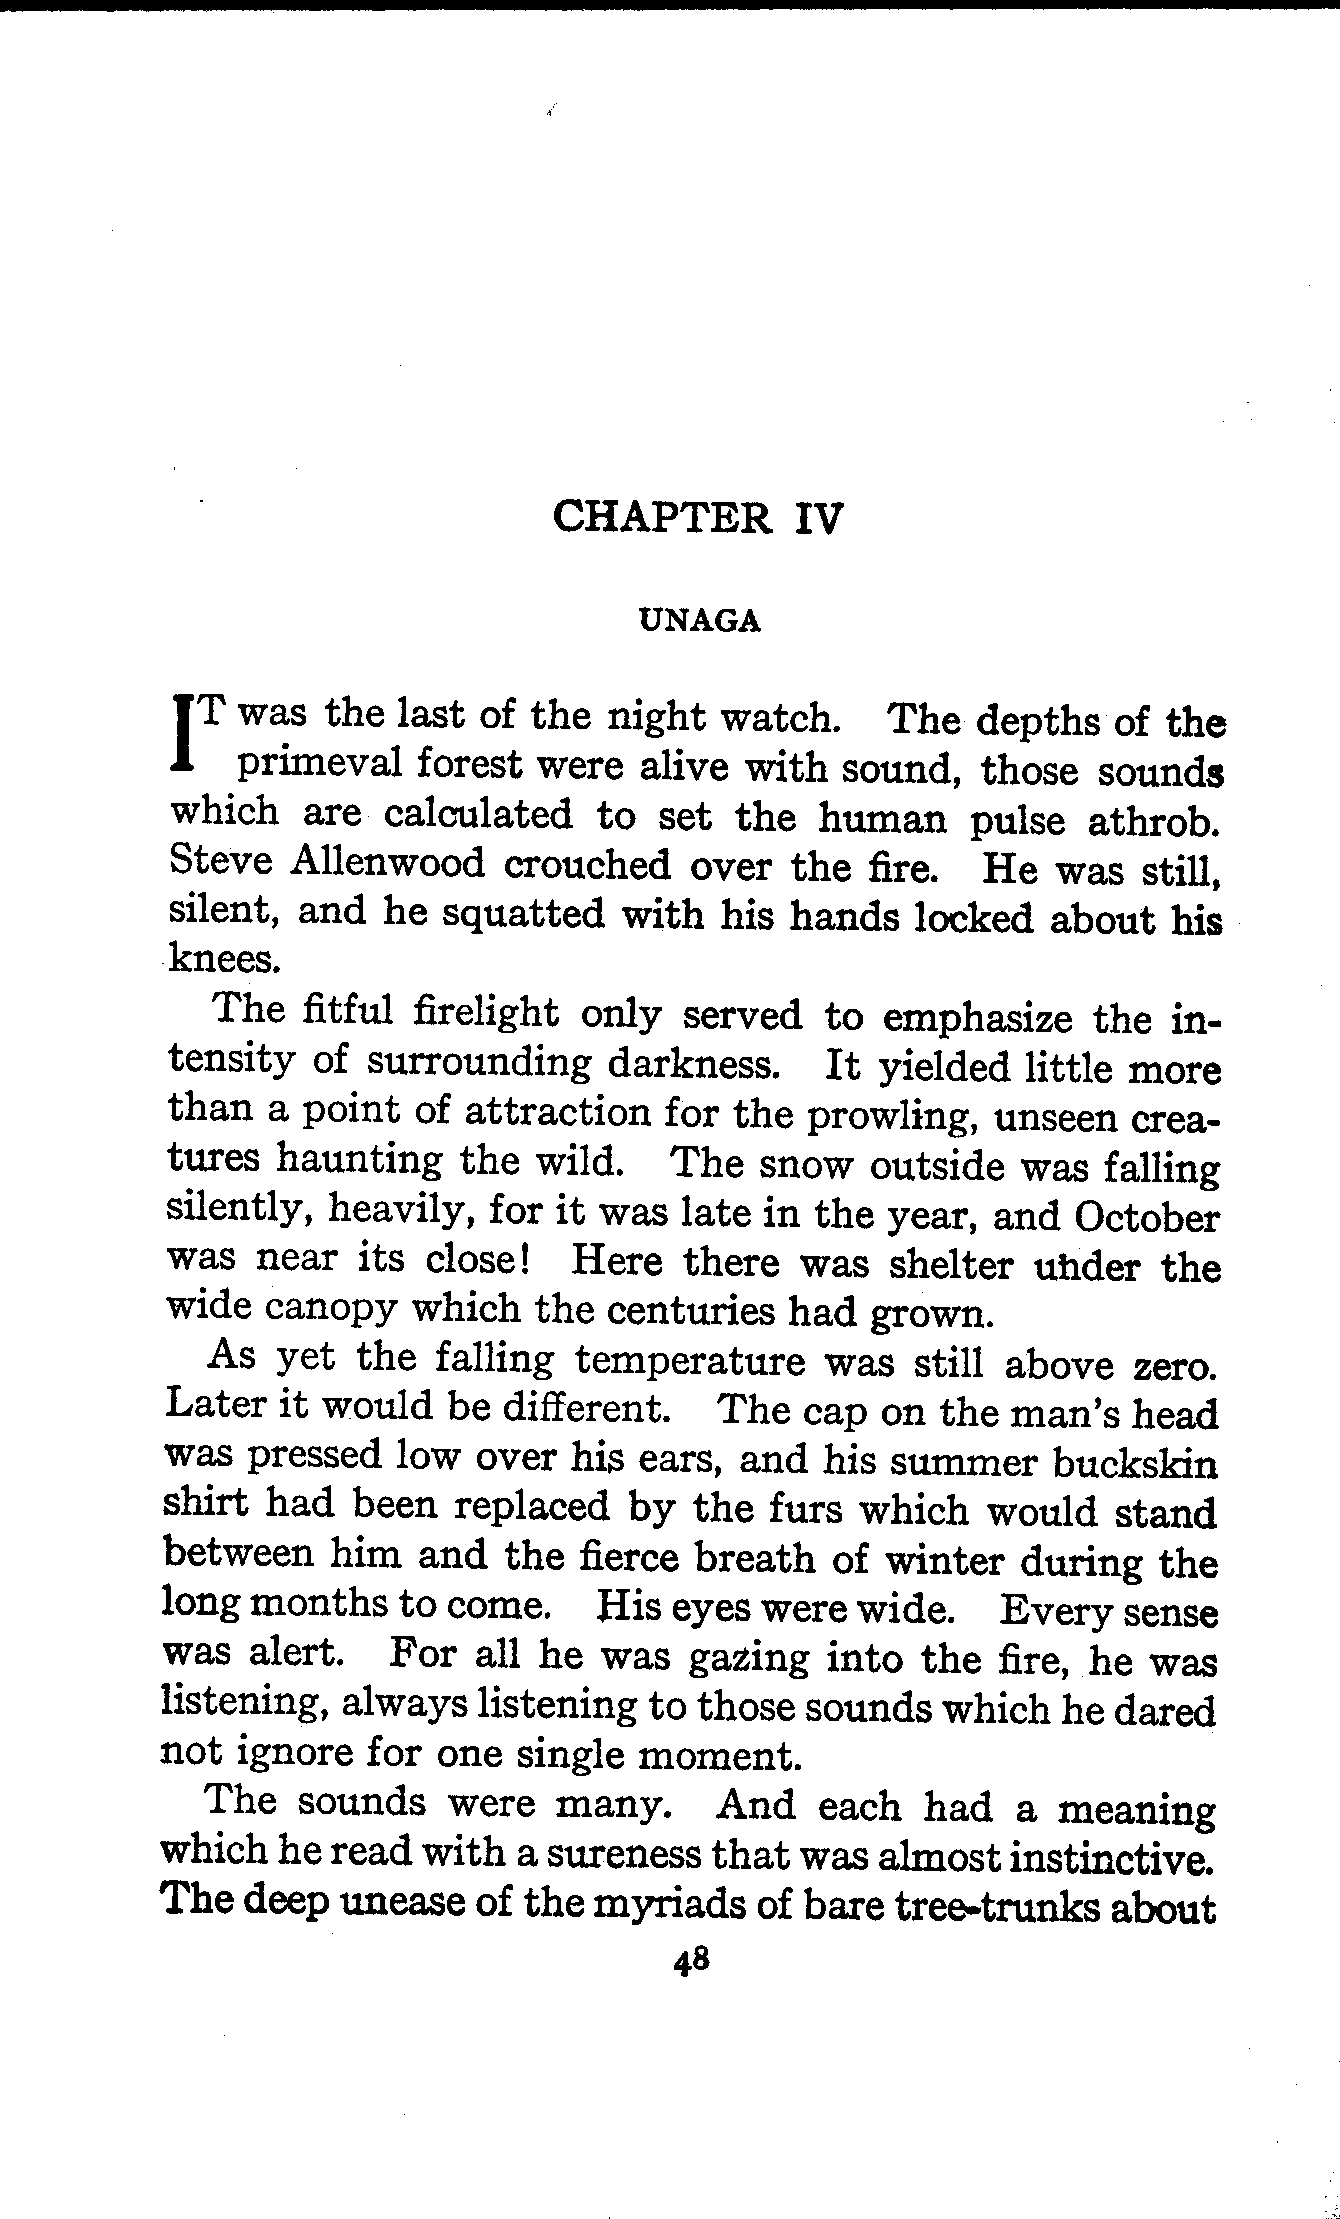 CHAPTER IV
UNAGA
IT was the last of the night watch. The depths of the
primeval forest were alive with sound, those sounds
which are calculated to set the human pulse athrob.
Steve Allenwood crouched over the fire. He was still,
silent, and he squatted with his hands locked about his
knees.
The fitful firelight only served to emphasize the in-
tensity of surrounding darkness. It yielded little more
than a point of attraction for the prowling, unseen crea-
tures haunting the wild. The snow outside was falling
silently, heavily, for it was late in the year, and October
was near its close! Here there was shelter under the
wide canopy which the centuries had grown.
As yet the falling temperature was still above zero.
Later it would be different. The cap on the man's head
was pressed low over his ears, and his summer buckskin
shirt had been replaced by the furs which would stand
between him and the fierce breath of winter during the
long months to come. His eyes were wide. Every sense
was alert. For all he was gazing into the fire, he was
listening, always listening to those sounds which he dared
not ignore for one single moment.
The sounds were many. And each had a meaning
which he read with a sureness that was almost instinctive.
The deep unease of the myriads of bare tree-trunks about
48